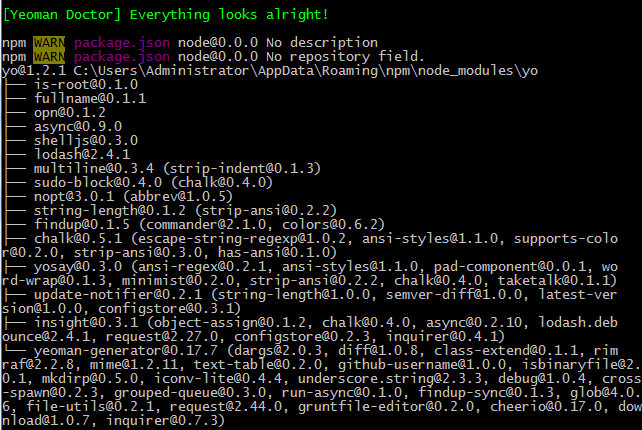 [Yeoman Doctor] Everything looks alright!
npm WARN package.json node@0.0.0 No description
npm WARN package.json node@0.0.0 No repository field.
yo@1.2.1 C:\Users\Administrator\AppData\Roaming\npm\node_modules\yo
├── is-root@0.1.0
├── fullname@0.1.1
├── opn@0.1.2
├── async@0.9.0
├── shelljs@0.3.0
├── lodash@2.4.1
├── multiline@0.3.4 (strip-indent@0.1.3)
├── sudo-block@0.4.0 (chalk@0.4.0)
├── nopt@3.0.1 (abbrev@1.0.5)
├── string-length@0.1.2 (strip-ansi@0.2.2)
├── findup@0.1.5 (commander@2.1.0, colors@0.6.2)
├── chalk@0.5.1 (escape-string-regexp@1.0.2, ansi-styles@1.1.0, supports-colo
r@0.2.0, strip-ansi@0.3.0, has-ansi@0.1.0)
├── yosay@0.3.0 (ansi-regex@0.2.1, ansi-styles@1.1.0, pad-component@0.0.1, wo
rd-wrap@0.1.3, minimist@0.2.0, strip-ansi@0.2.2, chalk@0.4.0, taketalk@0.1.1)
├── update-notifier@0.2.1 (string-length@1.0.0, semver-diff@1.0.0, latest-ver
sion@1.0.0, configstore@0.3.1)
├── insight@0.3.1 (object-assign@0.1.2, chalk@0.4.0, async@0.2.10, lodash.deb
ounce@2.4.1, request@2.27.0, configstore@0.2.3, inquirer@0.4.1)
└── yeoman-generator@0.17.7 (dargs@2.0.3, diff@1.0.8, class-extend@0.1.1, rim
raf@2.2.8, mime@1.2.11, text-table@0.2.0, github-username@1.0.0, isbinaryfile@2.
0.1, mkdirp@0.5.0, iconv-lite@0.4.4, underscore.string@2.3.3, debug@1.0.4, cross
-spawn@0.2.3, grouped-queue@0.3.0, run-async@0.1.0, findup-sync@0.1.3, glob@4.0.
6, file-utils@0.2.1, request@2.44.0, gruntfile-editor@0.2.0, cheerio@0.17.0, dow
nload@1.0.7, inquirer@0.7.3)